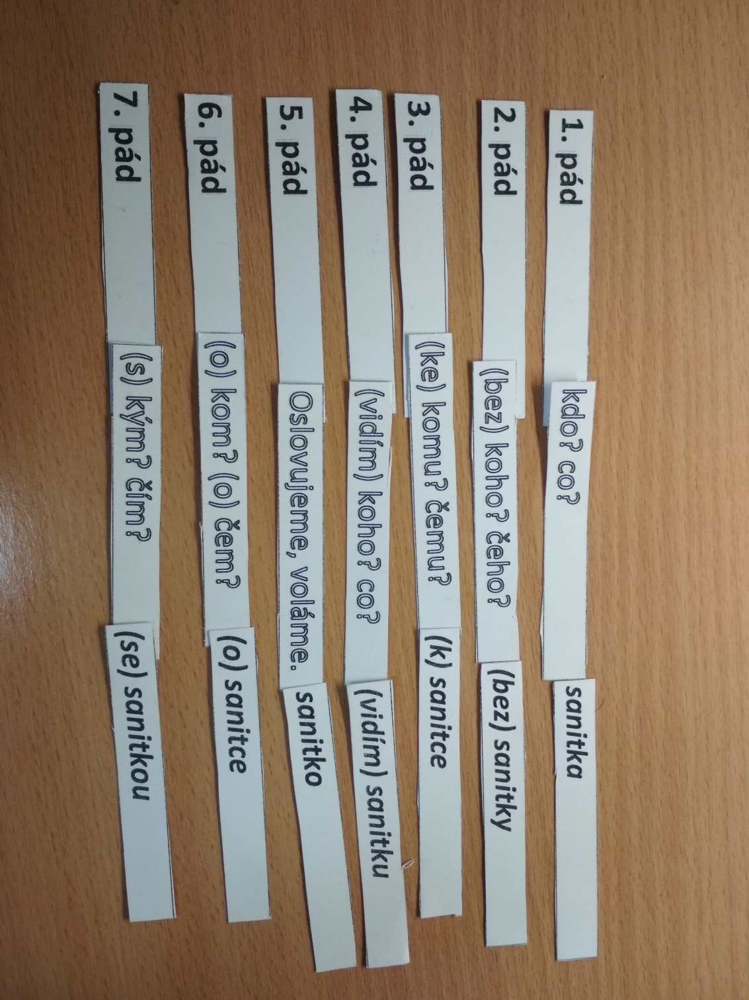 1. pád kdo? co? sanitka
2. pád (bez) koho? čeho? (bez) sanitky
3. pád (ke) komu? čemu? (k) sanitce
4. pád (vidím) koho? co? (vidím) sanitku
5. pád Oslovujeme, voláme. sanitko
6. pád (o) kom? (o) čem? (o) sanitce
7. pád (s) kým? čím? (se) sanitkou